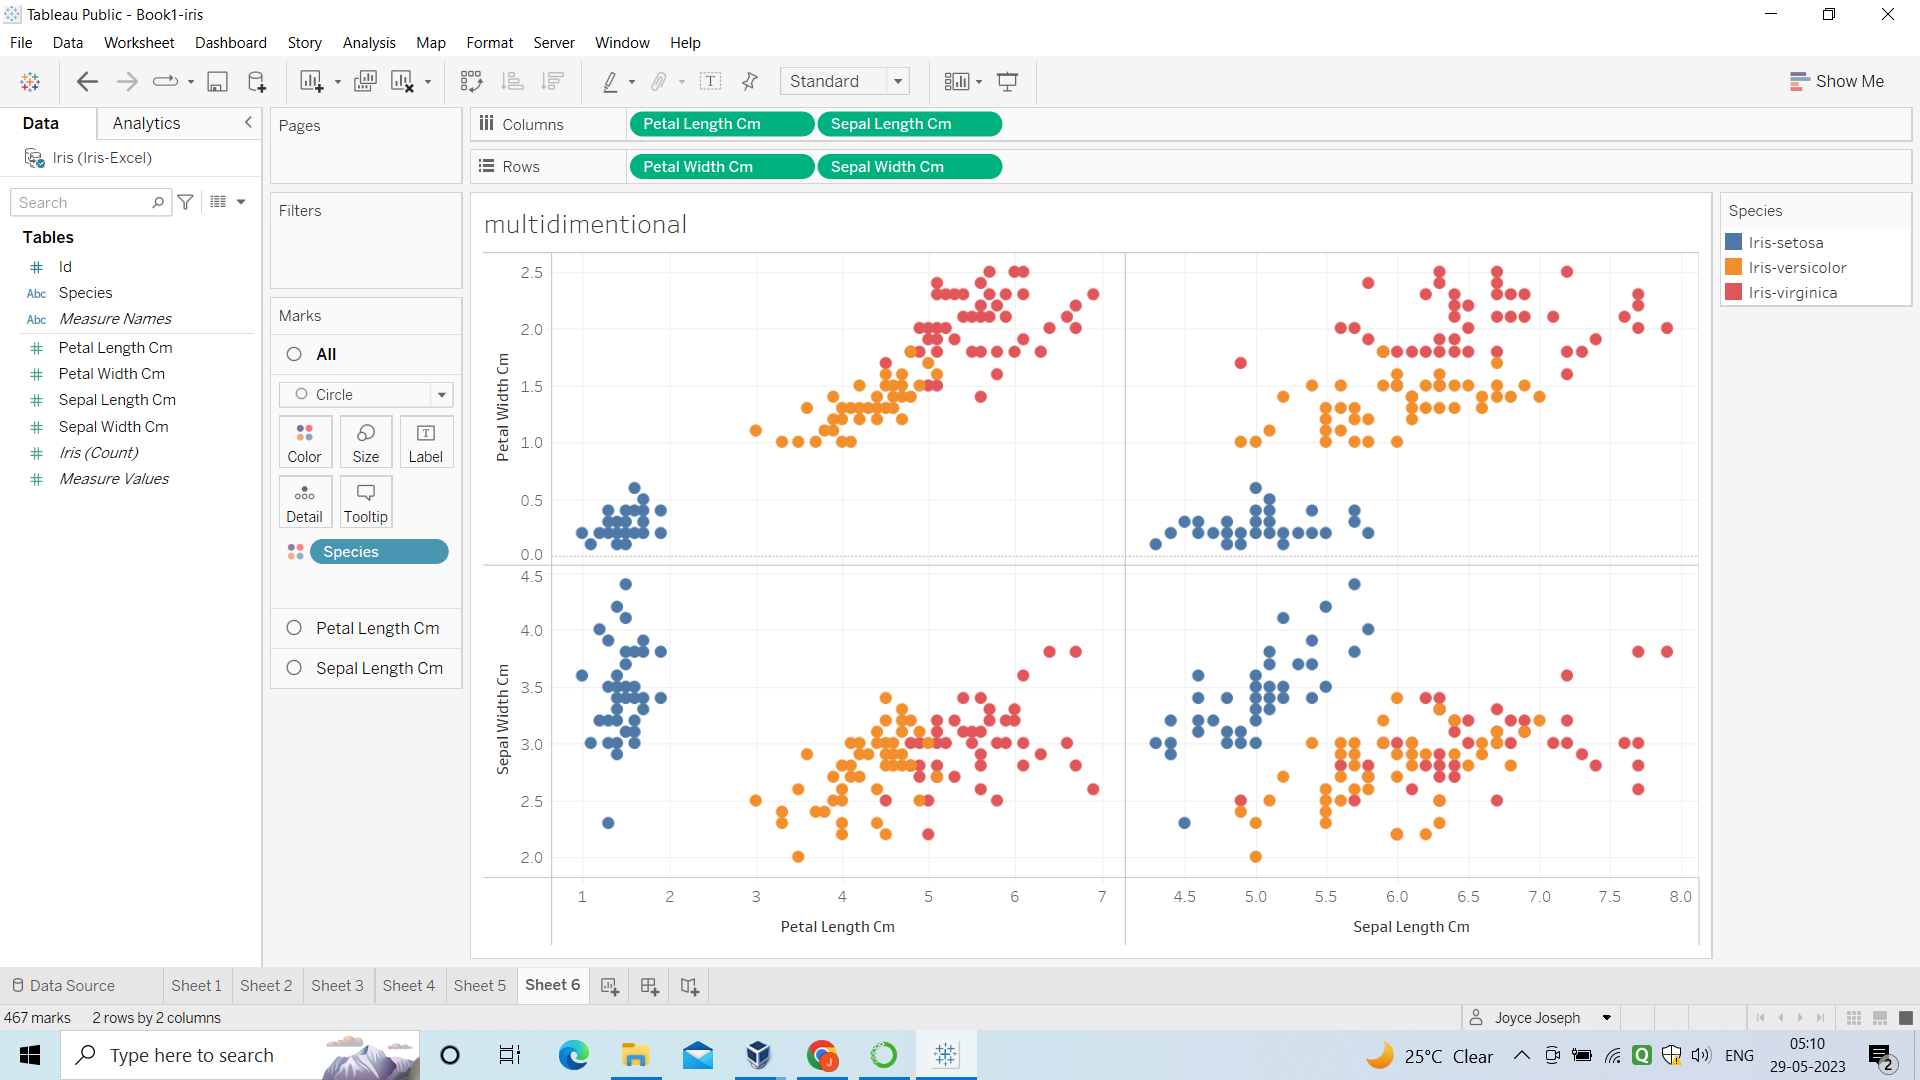 Tableau Public - Book1-iris
File Data Worksheet Dashboard Story Analysis Map Format Server Window Help
Standard
Show Me
Data Analytics
Iris (Iris-Excel)
Search
Tables
Id
Abc Species
Abc Measure Names
Petal Length Cm
Petal Width Cm
Sepal Length Cm
Sepal Width Cm
Iris (Count)
Measure Values
Pages
Filters
Marks
All
Circle
Color Size Label
Detail Tooltip
Species
Petal Length Cm
Sepal Length Cm
Columns Petal Length Cm Sepal Length Cm
Rows Petal Width Cm Sepal Width Cm
multidimentional
Petal Width Cm
2.5
2.0
1.5
1.0
0.5
0.0
Sepal Width Cm
4.5
4.0
3.5
3.0
2.5
2.0
1 2 3 4 5 6 7 4.5 5.0 5.5 6.0 6.5 7.0 7.5 8.0
Petal Length Cm Sepal Length Cm
Species
Iris-setosa
Iris-versicolor
Iris-virginica
Data Source Sheet 1 Sheet 2 Sheet 3 Sheet 4 Sheet 5 Sheet 6
467 marks 2 rows by 2 columns Joyce Joseph
Type here to search
25°C Clear
ENG
05:10
29-05-2023
2